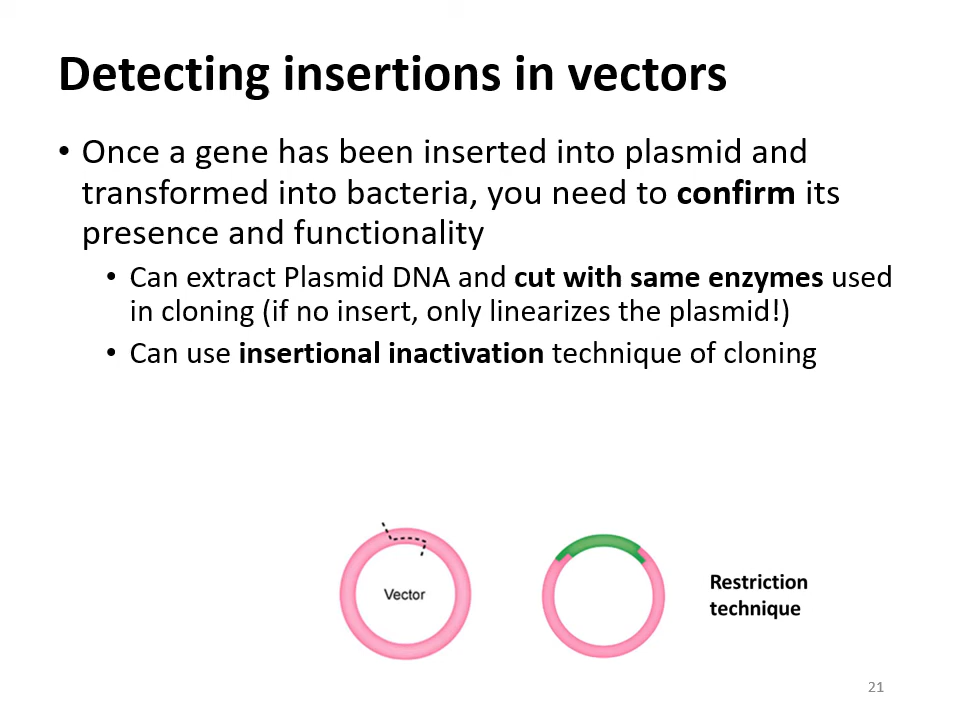 Detecting insertions in vectors
• Once a gene has been inserted into plasmid and
transformed into bacteria, you need to confirm its
presence and functionality
• Can extract Plasmid DNA and cut with same enzymes used
in cloning (if no insert, only linearizes the plasmid!)
• Can use insertional inactivation technique of cloning
Vector
Restriction
technique
21